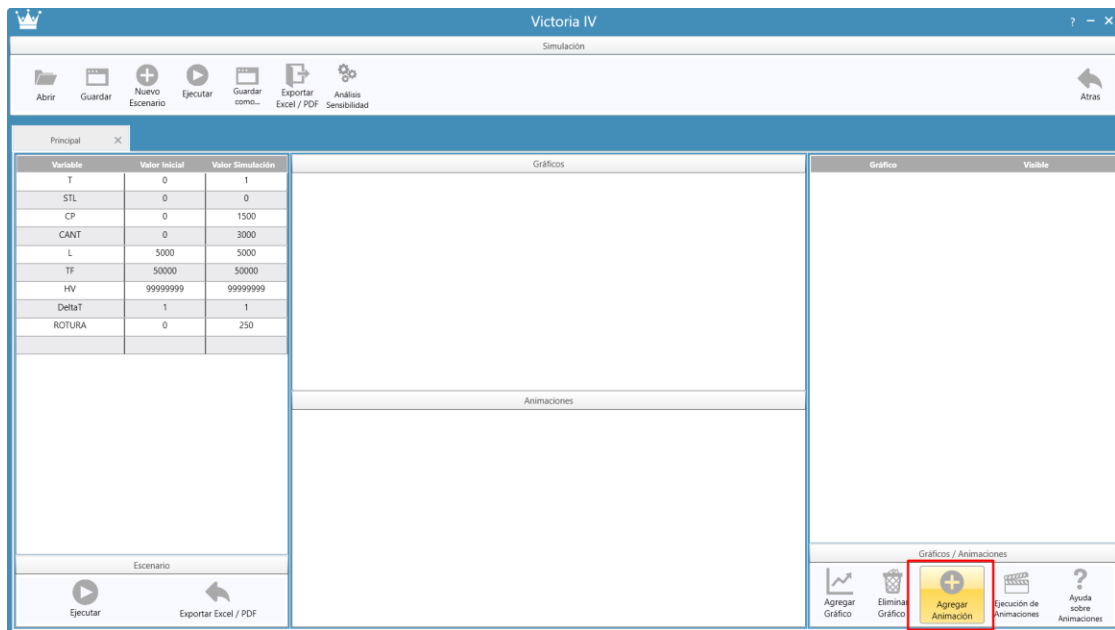 Victoria IV
?
Simulación
Abrir
Guardar
Nuevo
Escenario
Ejecutar
Guardar
como...
Exportar
Excel / PDF
Análisis
Sensibilidad
Atras
Principal
Variable Valor Inicial Valor Simulación
T 0 1
STL 0 0
CP 0 1500
CANT 0 3000
L 5000 5000
TF 50000 50000
HV 99999999 99999999
DeltaT 1 1
ROTURA 0 250
Escenario
Ejecutar
Exportar Excel / PDF
Gráficos
Animaciones
Gráfico Visible
Gráficos / Animaciones
Agregar
Gráfico
Eliminar
Gráfico
Agregar
Animación
Ejecución de
Animaciones
?
Ayuda
sobre
Animaciones